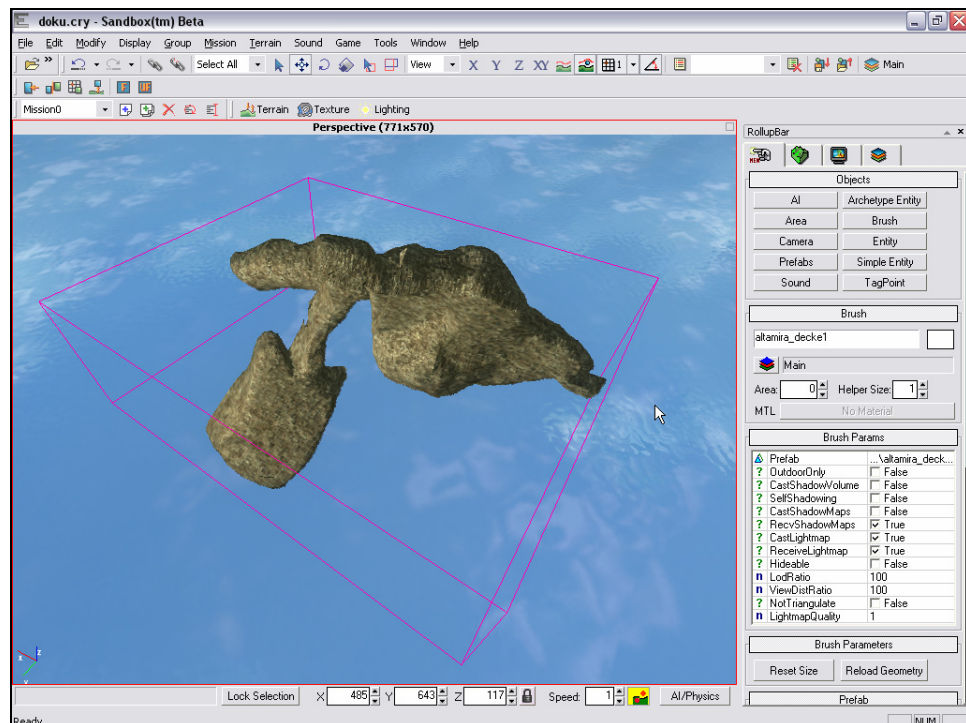 doku.cry - Sandbox(tm) Beta
File Edit Modify Display Group Mission Terrain Sound Game Tools Window Help
Select All View X Y Z XY 1 Main
Mission0 Terrain Texture Lighting
Perspective (771x570)
RollupBar
Objects
AI Archetype Entity
Area Brush
Camera Entity
Prefabs Simple Entity
Sound TagPoint
Brush
altamira_decke1
Main
Area: 0 Helper Size: 1
MTL No Material
Brush Params
Prefab ...\altamira_deck...
? OutdoorOnly False
? CastShadowVolume False
? SelfShadowing False
? CastShadowMaps False
? RecvShadowMaps True
? CastLightmap True
? ReceiveLightmap True
? Hideable False
n LodRatio 100
n ViewDistRatio 100
? NotTriangulate False
n LightmapQuality 1
Brush Parameters
Reset Size Reload Geometry
Prefab
x z y
Lock Selection X 485 Y 643 Z 117 Speed: 1 AI/Physics
Ready NUM